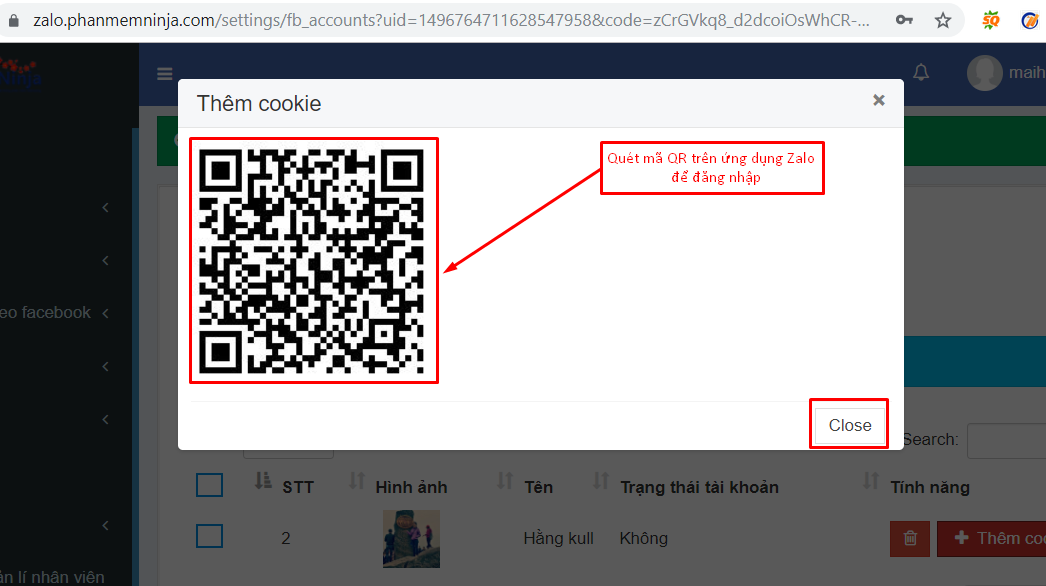 zalo.phanmemninja.com/settings/fb_accounts?uid=1496764711628547958&code=zCrGVkq8_d2dcoiOsWhCR-...
SQ
maih
Thêm cookie
×
Quét mã QR trên ứng dụng Zalo
để đăng nhập
eo facebook
Close
Search:
STT
Hình ảnh
Tên
Trạng thái tài khoản
Tính năng
2
Hằng kull
Không
Thêm coo
ản lí nhân viên